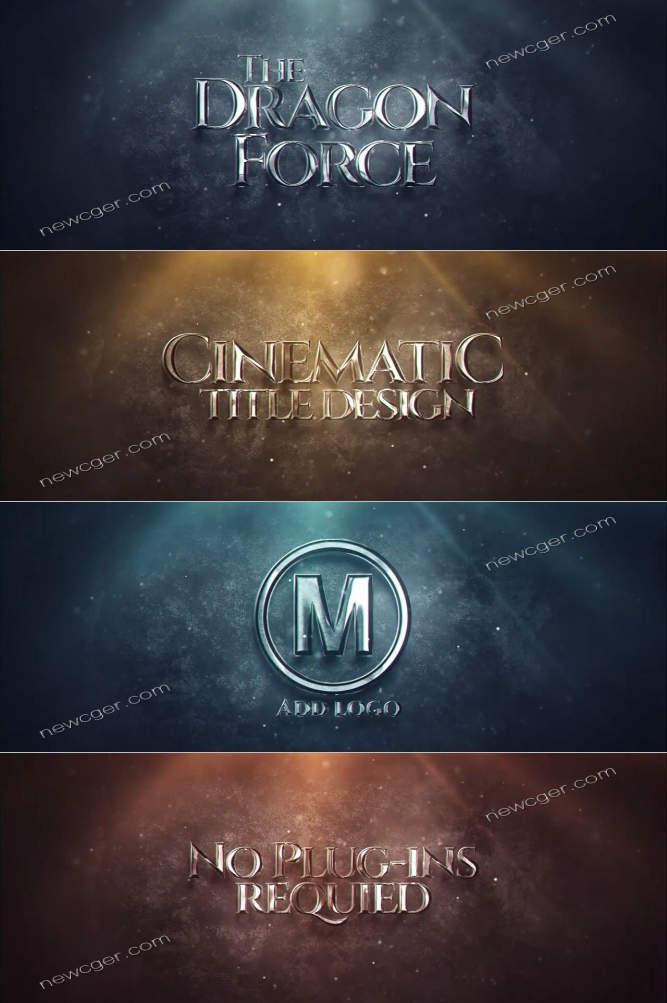 newcger.com
The
Dragon
Force
newcger.com
newcger.com
Cinematic
title design
newcger.com
newcger.com
M
newcger.com
Add logo
newcger.com
No Plug-ins
requied
newcger.com